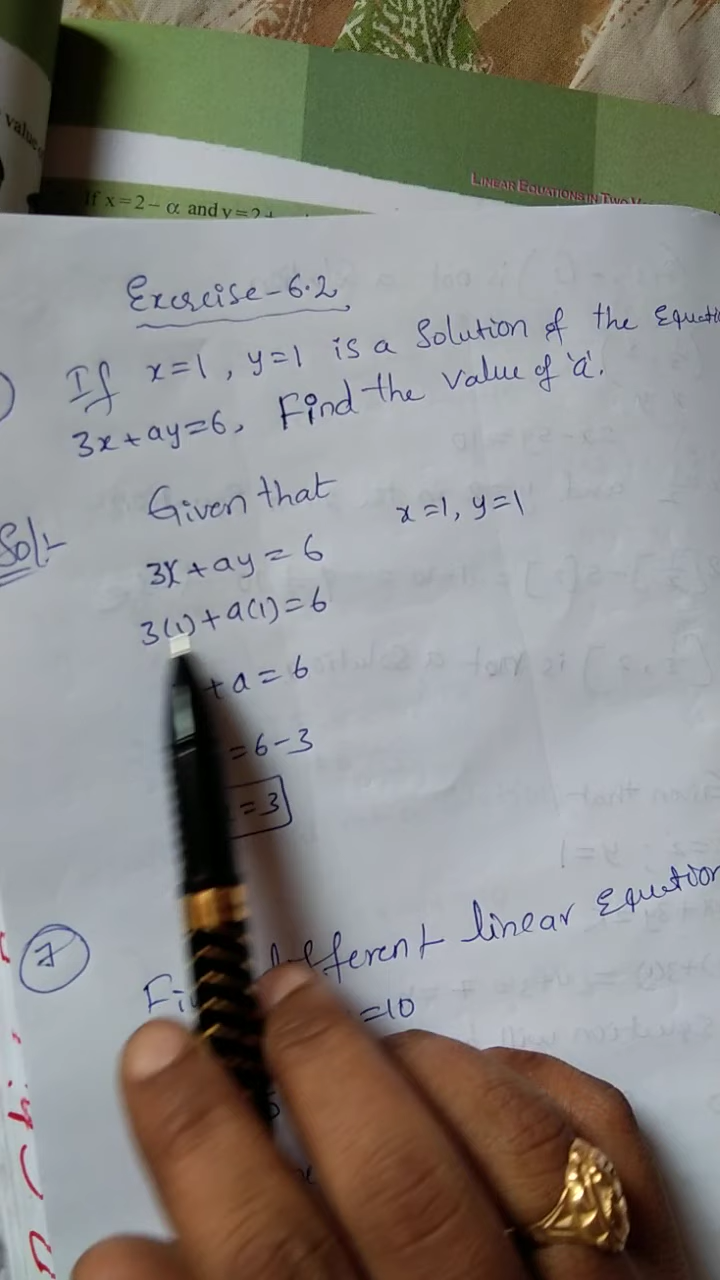 value
If x=2-α and y=2+
LINEAR EQUATIONS IN TWO V
Exercise-6.2
If x=1, y=1 is a Solution of the Equati
3x+ay=6, Find the value of 'a'.
Sol:- Given that
x=1, y=1
3x+ay=6
3(1)+a(1)=6
+a=6
=6-3
=3
7
different linear Equation
=10